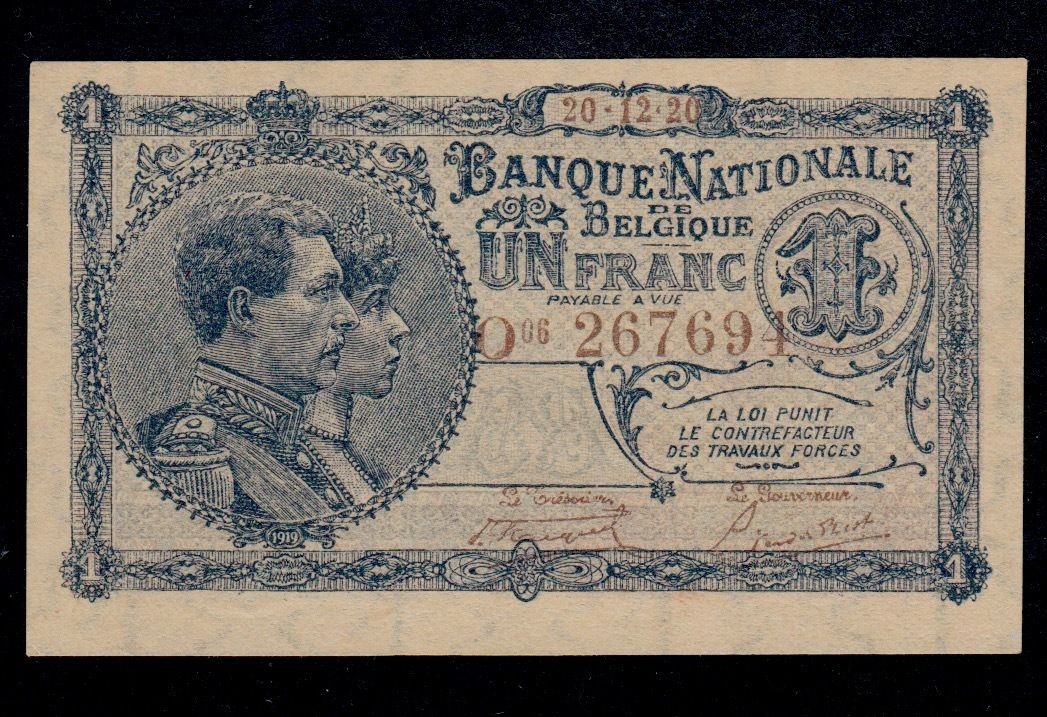 1
1
20-12-20
BANQUE NATIONALE
DE
BELGIQUE
UN FRANC
PAYABLE A VUE
1
O06 267694
LA LOI PUNIT
LE CONTREFACTEUR
DES TRAVAUX FORCES
Le Trésorier,
Le Gouverneur,
1919
1
1